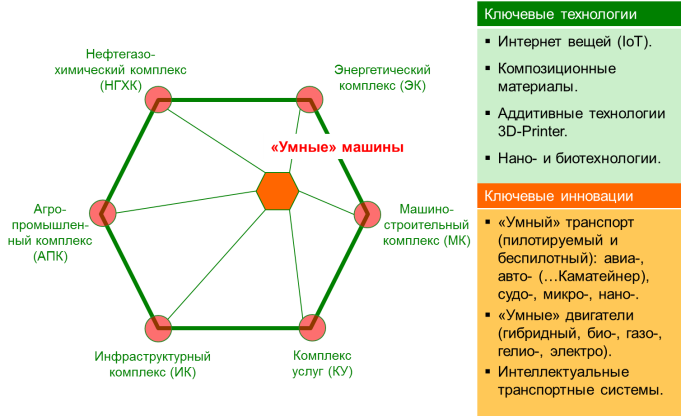 Нефтегазо-
химический комплекс
(НГХК)
Энергетический
комплекс (ЭК)
«Умные» машины
Агро-
промышлен-
ный комплекс
(АПК)
Машино-
строительный
комплекс (МК)
Инфраструктурный
комплекс (ИК)
Комплекс
услуг (КУ)
Ключевые технологии
▪ Интернет вещей (IoT).
▪ Композиционные
материалы.
▪ Аддитивные технологии
3D-Printer.
▪ Нано- и биотехнологии.
Ключевые инновации
▪ «Умный» транспорт
(пилотируемый и
беспилотный): авиа-,
авто- (…Каматейнер),
судо-, микро-, нано-.
▪ «Умные» двигатели
(гибридный, био-, газо-,
гелио-, электро).
▪ Интеллектуальные
транспортные системы.